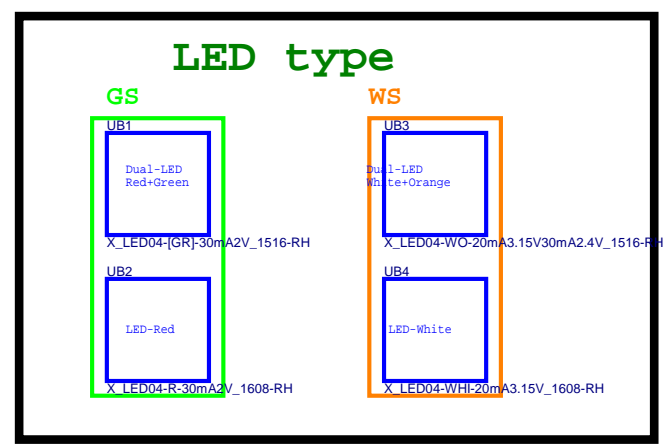 LED type
GS
WS
UB1
Dual-LED
Red+Green
X_LED04-[GR]-30mA2V_1516-RH
UB3
Dual-LED
White+Orange
X_LED04-WO-20mA3.15V30mA2.4V_1516-RH
UB2
LED-Red
X_LED04-R-30mA2V_1608-RH
UB4
LED-White
X_LED04-WHI-20mA3.15V_1608-RH